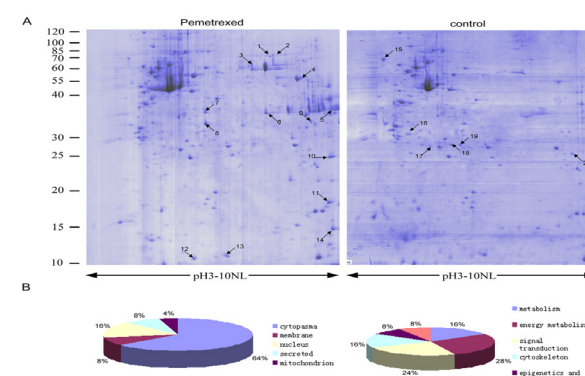 A
Pemetrexed
control
120
100
85
70
60
55
40
30
25
20
15
10
1
2
3
4
5
6
7
8
9
10
11
12
13
14
15
16
17
18
19
pH3-10NL
pH3-10NL
B
4%
8%
16%
8%
64%
cytopasma
membrane
nucleus
secreted
mitochondrion
8%
8%
16%
16%
24%
28%
metabolism
energy metabolism
signal
transduction
cytoskeleton
epigenetics and